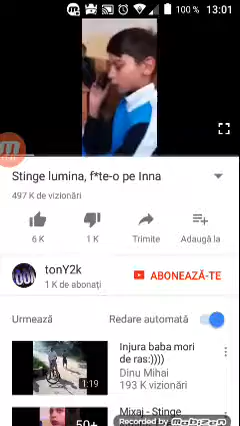 100 % 13:01
Stinge lumina, f*te-o pe Inna
497 K de vizionări
6 K
1 K
Trimite
Adaugă la
tonY2k
1 K de abonați
ABONEAZĂ-TE
Urmează
Redare automată
Injura baba mori
de ras:))))
Dinu Mihai
193 K vizionări
1:19
Mixaj - Stinge
50+
Recorded by
mobizen